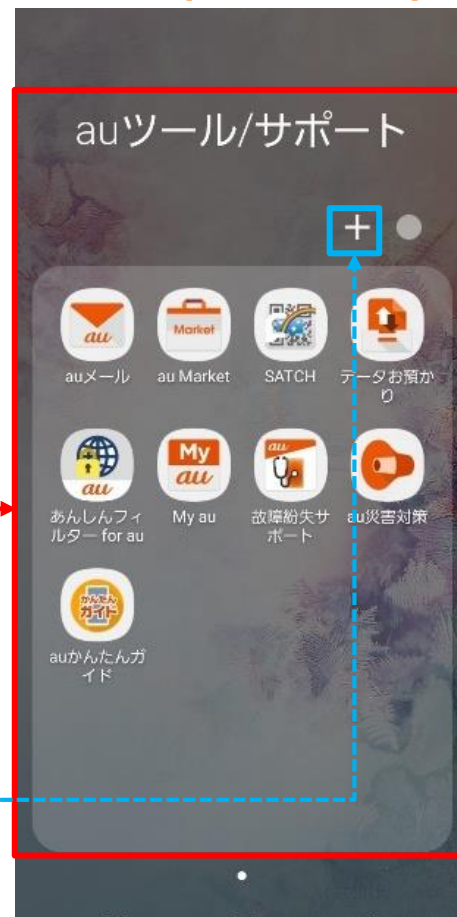 auツール/サポート
+
au
Market
auメール
au Market
SATCH
データお預か
り
au
My
au
au
あんしんフィ
ルター for au
My au
故障紛失サ
ポート
au災害対策
かんたん
ガイド
auかんたんガ
イド